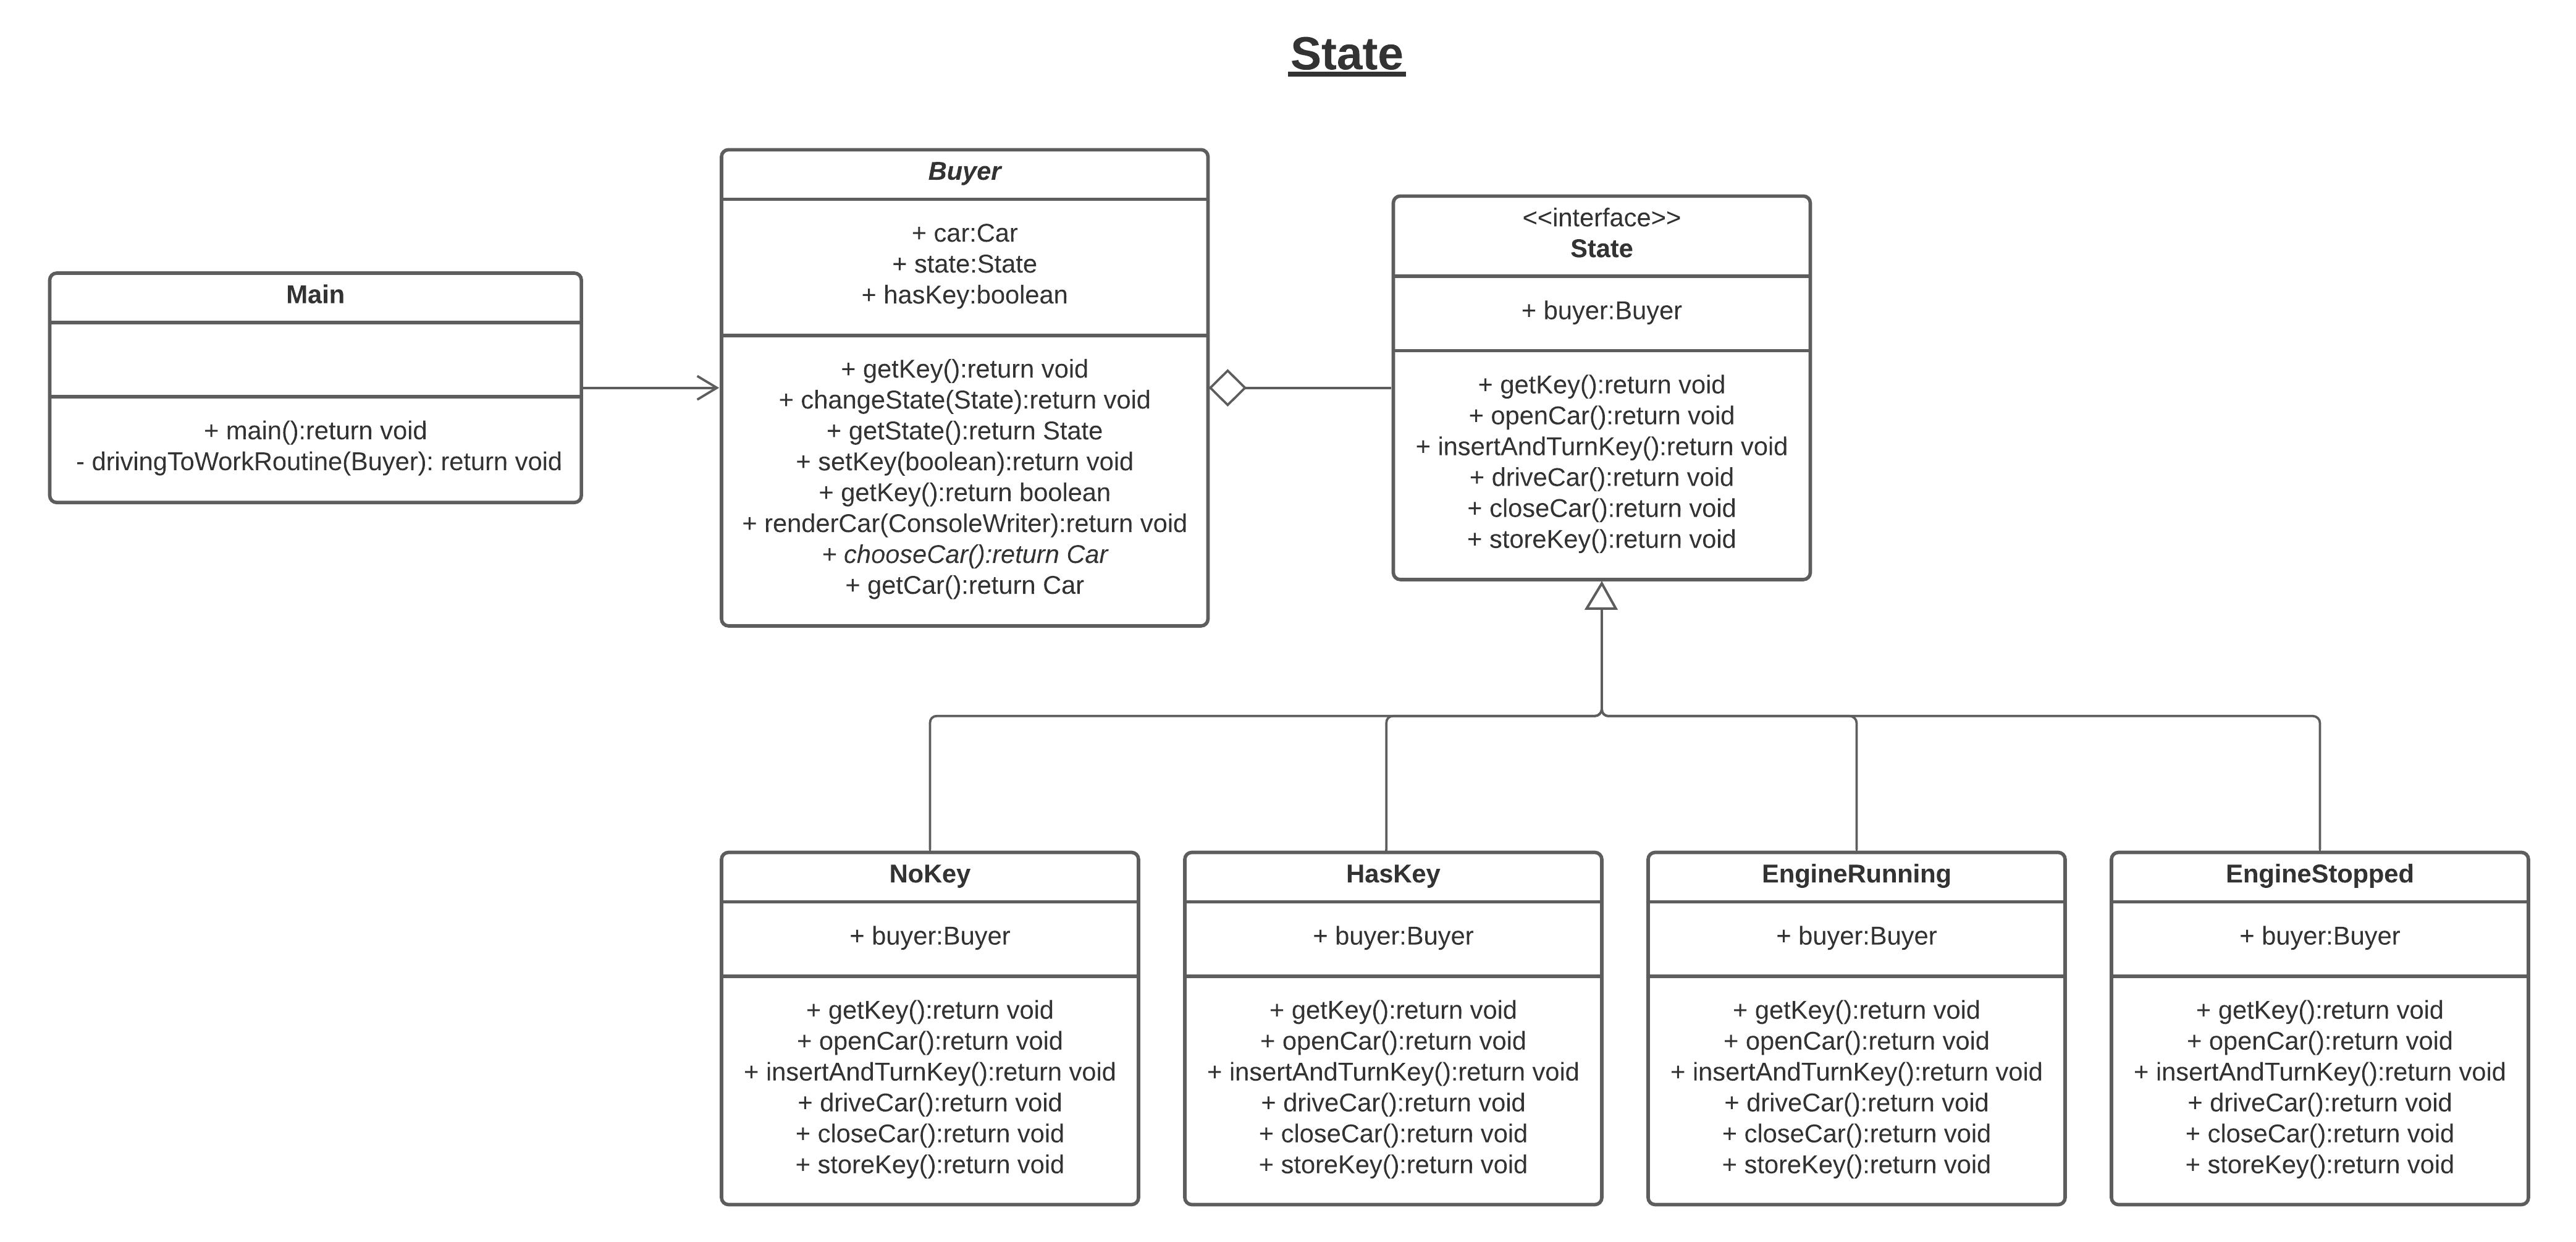 State
Main
+ main():return void
- drivingToWorkRoutine(Buyer): return void
Buyer
+ car:Car
+ state:State
+ hasKey:boolean
+ getKey():return void
+ changeState(State):return void
+ getState():return State
+ setKey(boolean):return void
+ getKey():return boolean
+ renderCar(ConsoleWriter):return void
+ chooseCar():return Car
+ getCar():return Car
<<interface>>
State
+ buyer:Buyer
+ getKey():return void
+ openCar():return void
+ insertAndTurnKey():return void
+ driveCar():return void
+ closeCar():return void
+ storeKey():return void
NoKey
+ buyer:Buyer
+ getKey():return void
+ openCar():return void
+ insertAndTurnKey():return void
+ driveCar():return void
+ closeCar():return void
+ storeKey():return void
HasKey
+ buyer:Buyer
+ getKey():return void
+ openCar():return void
+ insertAndTurnKey():return void
+ driveCar():return void
+ closeCar():return void
+ storeKey():return void
EngineRunning
+ buyer:Buyer
+ getKey():return void
+ openCar():return void
+ insertAndTurnKey():return void
+ driveCar():return void
+ closeCar():return void
+ storeKey():return void
EngineStopped
+ buyer:Buyer
+ getKey():return void
+ openCar():return void
+ insertAndTurnKey():return void
+ driveCar():return void
+ closeCar():return void
+ storeKey():return void